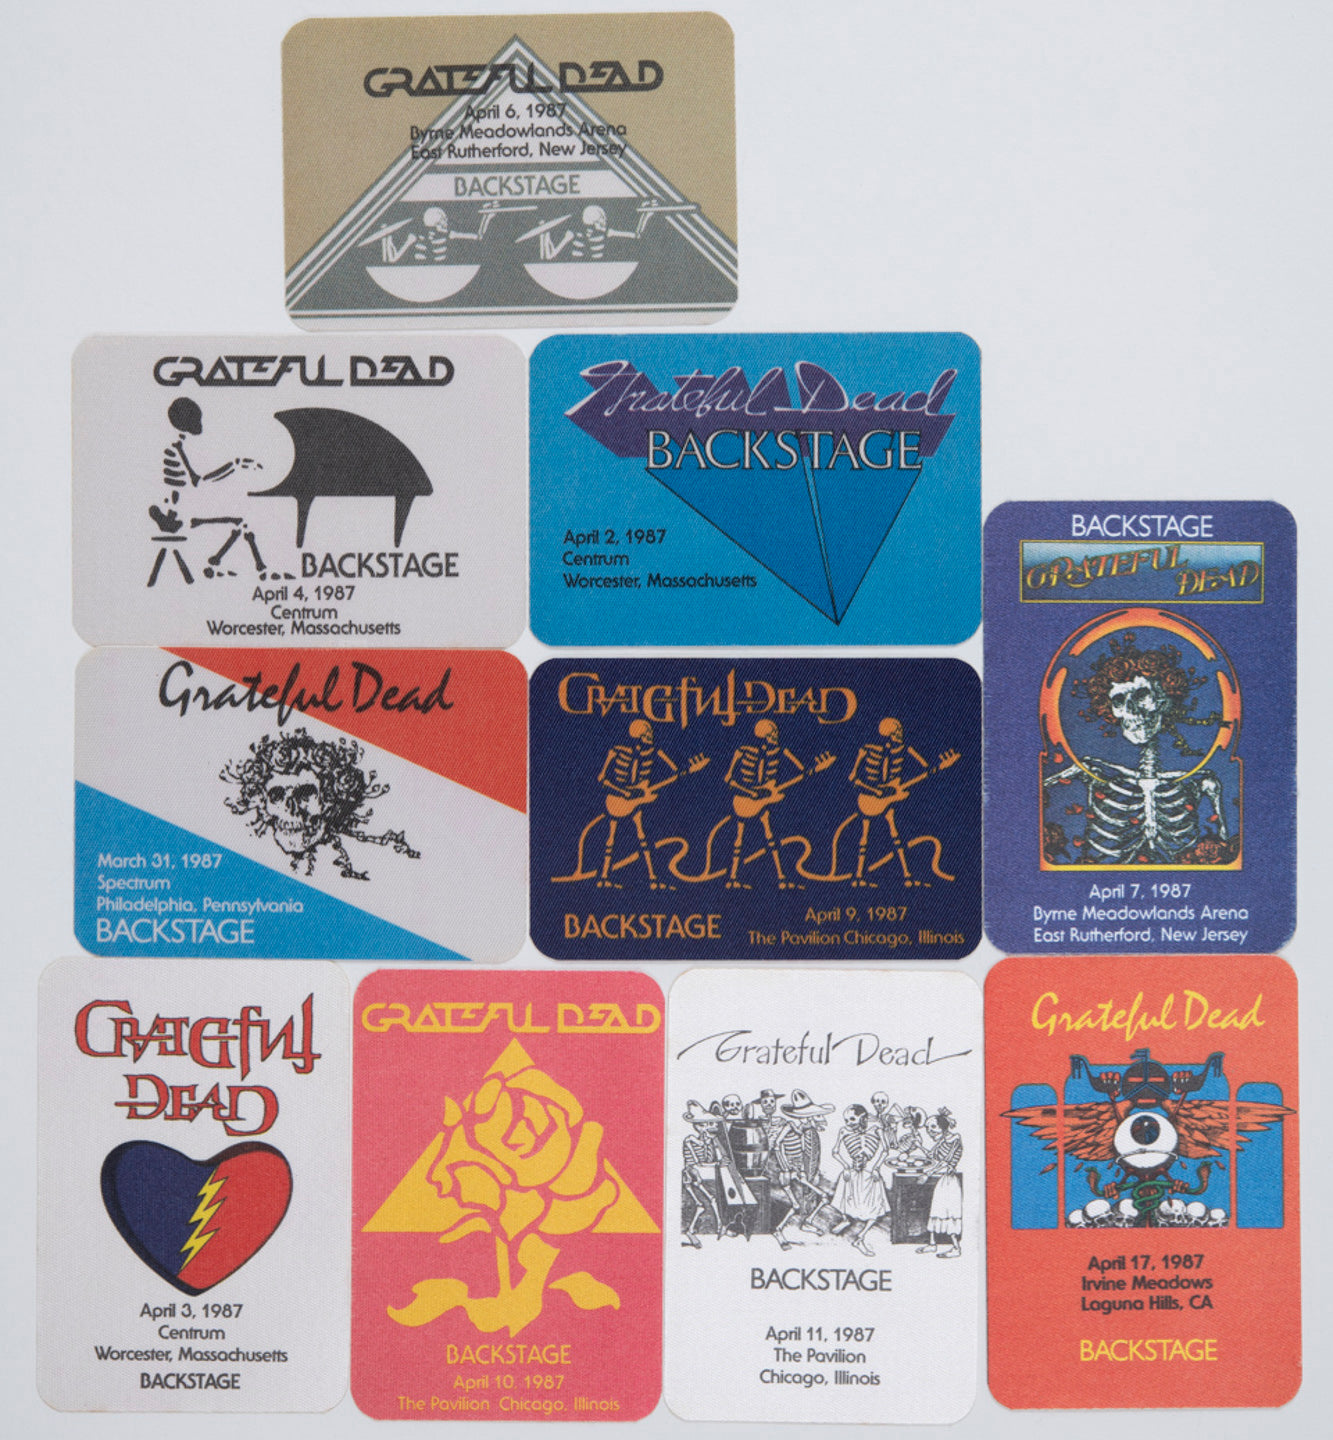 GRATEFUL DEAD
April 6, 1987
Byrne Meadowlands Arena
East Rutherford, New Jersey
BACKSTAGE
GRATEFUL DEAD
BACKSTAGE
April 4, 1987
Centrum
Worcester, Massachusetts
Grateful Dead
BACKSTAGE
April 2, 1987
Centrum
Worcester, Massachusetts
BACKSTAGE
GRATEFUL
DEAD
April 7, 1987
Byrne Meadowlands Arena
East Rutherford, New Jersey
Grateful Dead
March 31, 1987
Spectrum
Philadelphia, Pennsylvania
BACKSTAGE
GRATEFUL DEAD
BACKSTAGE
April 9, 1987
The Pavilion Chicago, Illinois
GRATEFUL
DEAD
April 3, 1987
Centrum
Worcester, Massachusetts
BACKSTAGE
GRATEFUL DEAD
BACKSTAGE
April 10, 1987
The Pavilion Chicago, Illinois
Grateful Dead
BACKSTAGE
April 11, 1987
The Pavilion
Chicago, Illinois
Grateful Dead
April 17, 1987
Irvine Meadows
Laguna Hills, CA
BACKSTAGE